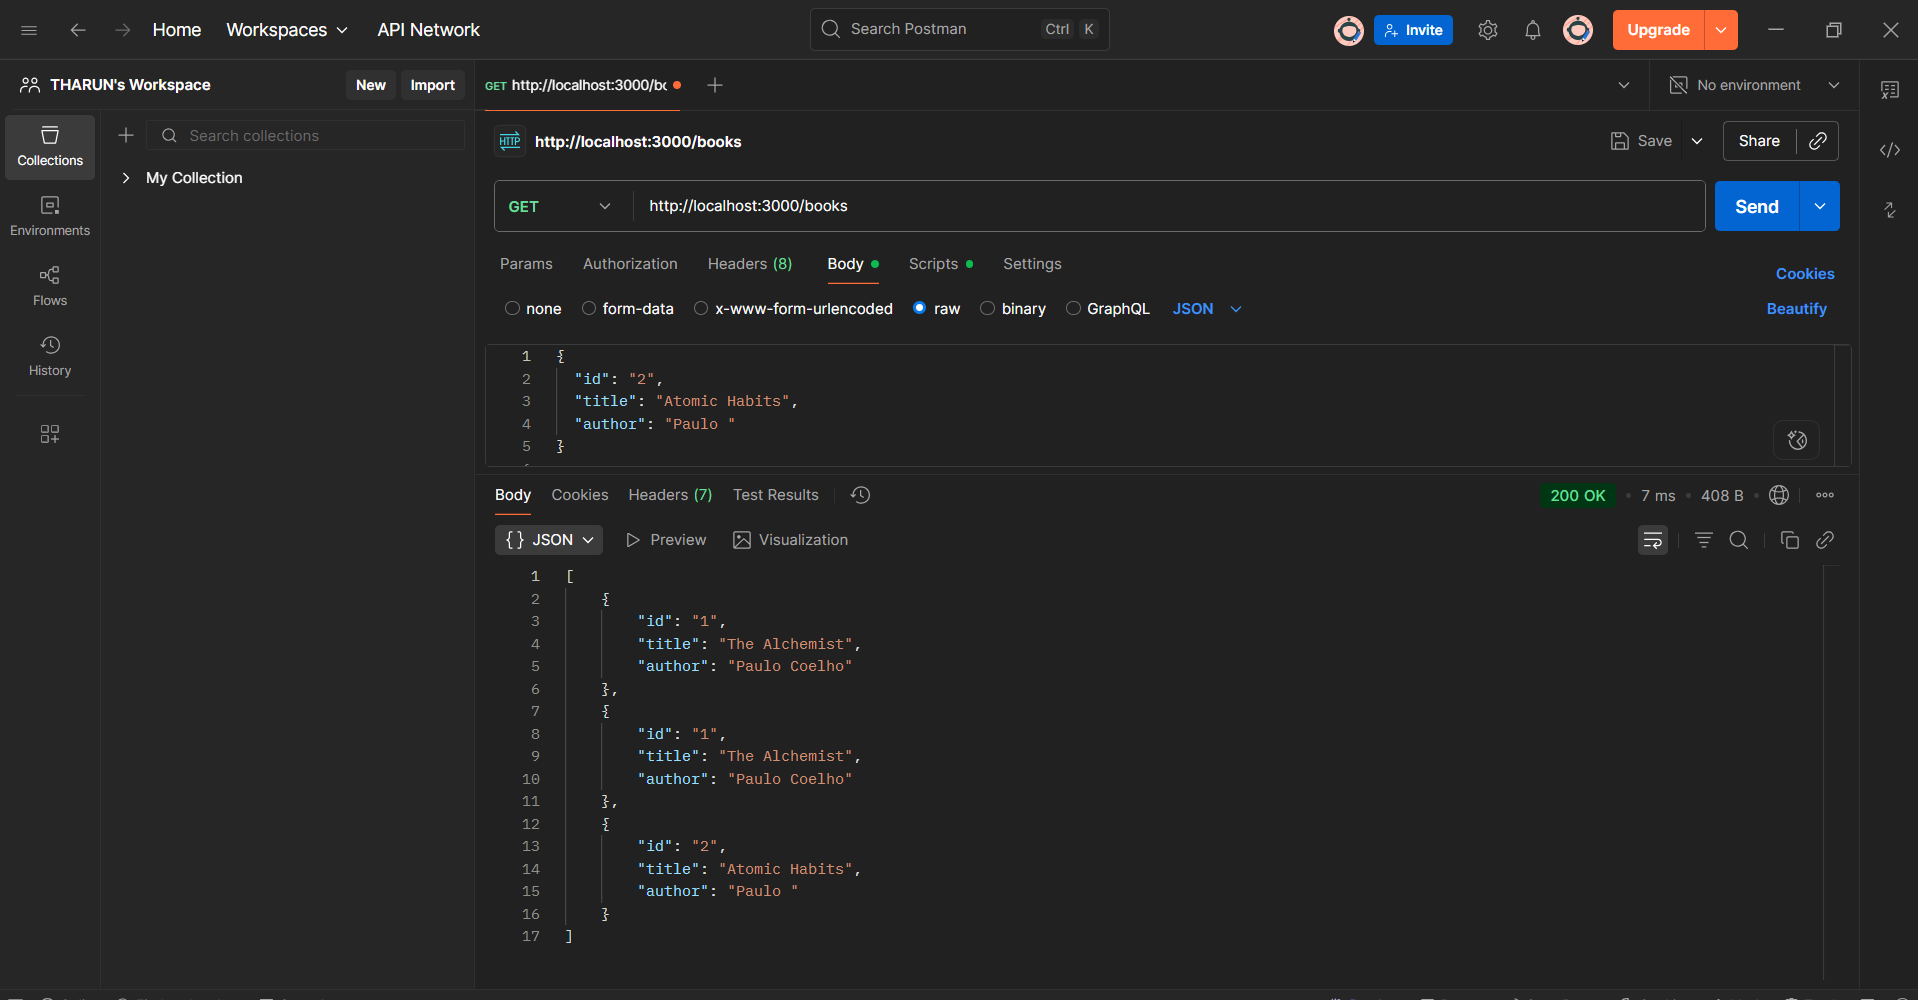 Home Workspaces API Network Search Postman Ctrl K Invite Upgrade
THARUN's Workspace New Import GET http://localhost:3000/bo No environment
Search collections
Collections
My Collection
Environments
Flows
History
HTTP http://localhost:3000/books Save Share
GET http://localhost:3000/books Send
Params Authorization Headers (8) Body Scripts Settings Cookies
none form-data x-www-form-urlencoded raw binary GraphQL JSON Beautify
1 {
2 "id": "2",
3 "title": "Atomic Habits",
4 "author": "Paulo "
5 }
Body Cookies Headers (7) Test Results 200 OK • 7 ms • 408 B
{ } JSON Preview Visualization
1 [
2 {
3 "id": "1",
4 "title": "The Alchemist",
5 "author": "Paulo Coelho"
6 },
7 {
8 "id": "1",
9 "title": "The Alchemist",
10 "author": "Paulo Coelho"
11 },
12 {
13 "id": "2",
14 "title": "Atomic Habits",
15 "author": "Paulo "
16 }
17 ]